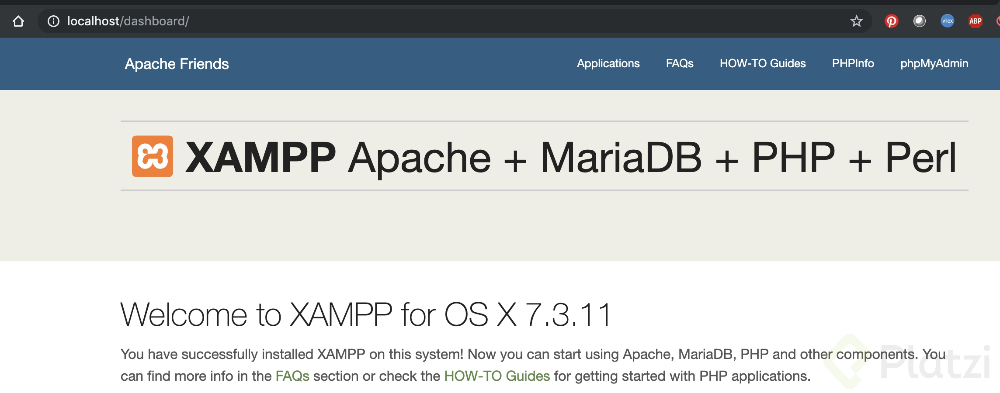 localhost/dashboard/
vilex
ABP
Apache Friends
Applications
FAQs
HOW-TO Guides
PHPInfo
phpMyAdmin
XAMPP Apache + MariaDB + PHP + Perl
Welcome to XAMPP for OS X 7.3.11
You have successfully installed XAMPP on this system! Now you can start using Apache, MariaDB, PHP and other components. You
can find more info in the FAQs section or check the HOW-TO Guides for getting started with PHP applications.
Platzi